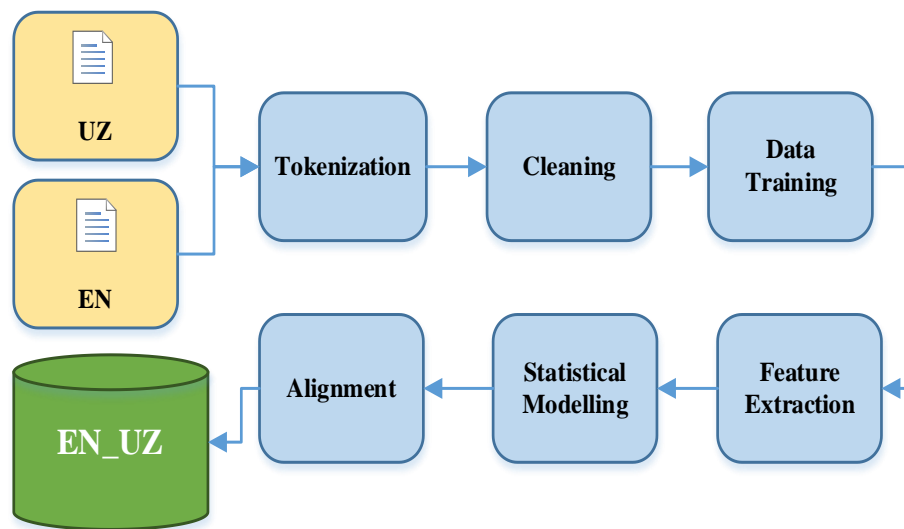 UZ
EN
Tokenization
Cleaning
Data
Training
Feature
Extraction
Statistical
Modelling
Alignment
EN_UZ